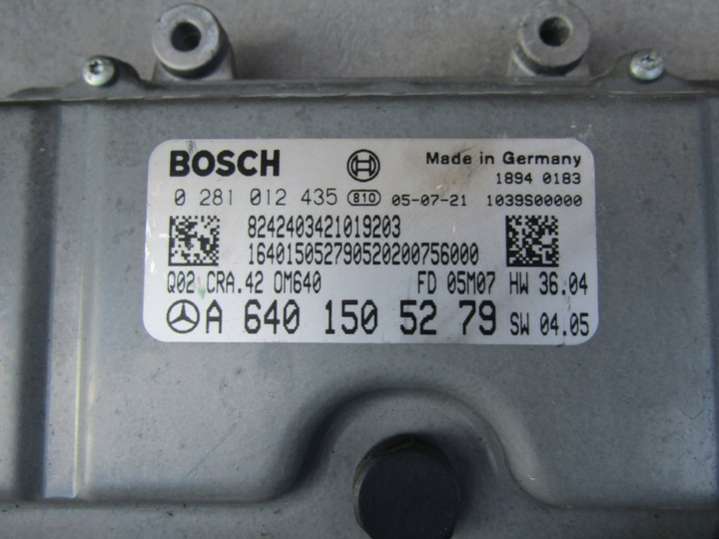 BOSCH Made in Germany
1894 0183
0 281 012 435 810 05-07-21 1039S00000
8242403421019203
164015052790520200756000
Q02 CRA.42 OM640 FD 05M07 HW 36.04
A 640 150 52 79 SW 04.05